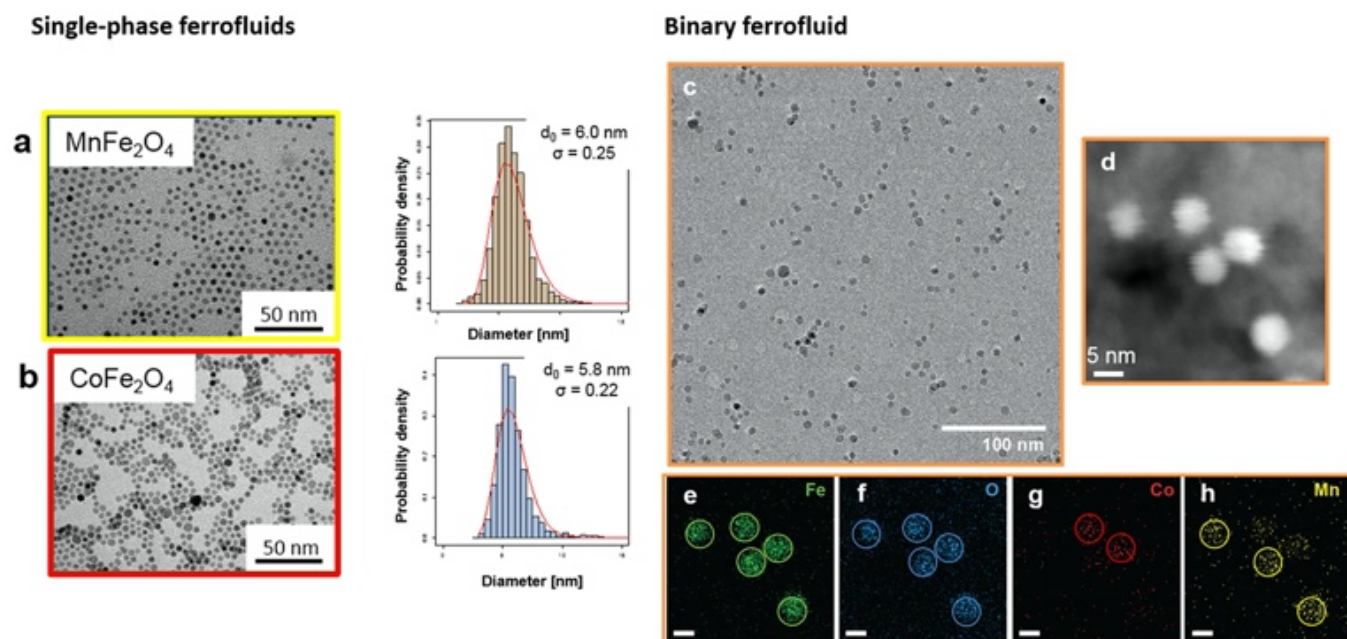 Single-phase ferrofluids
Binary ferrofluid
a
MnFe₂O₄
50 nm
Probability density
d₀ = 6.0 nm
σ = 0.25
Diameter [nm]
b
CoFe₂O₄
50 nm
Probability density
d₀ = 5.8 nm
σ = 0.22
Diameter [nm]
c
100 nm
d
5 nm
e
Fe
f
O
g
Co
h
Mn